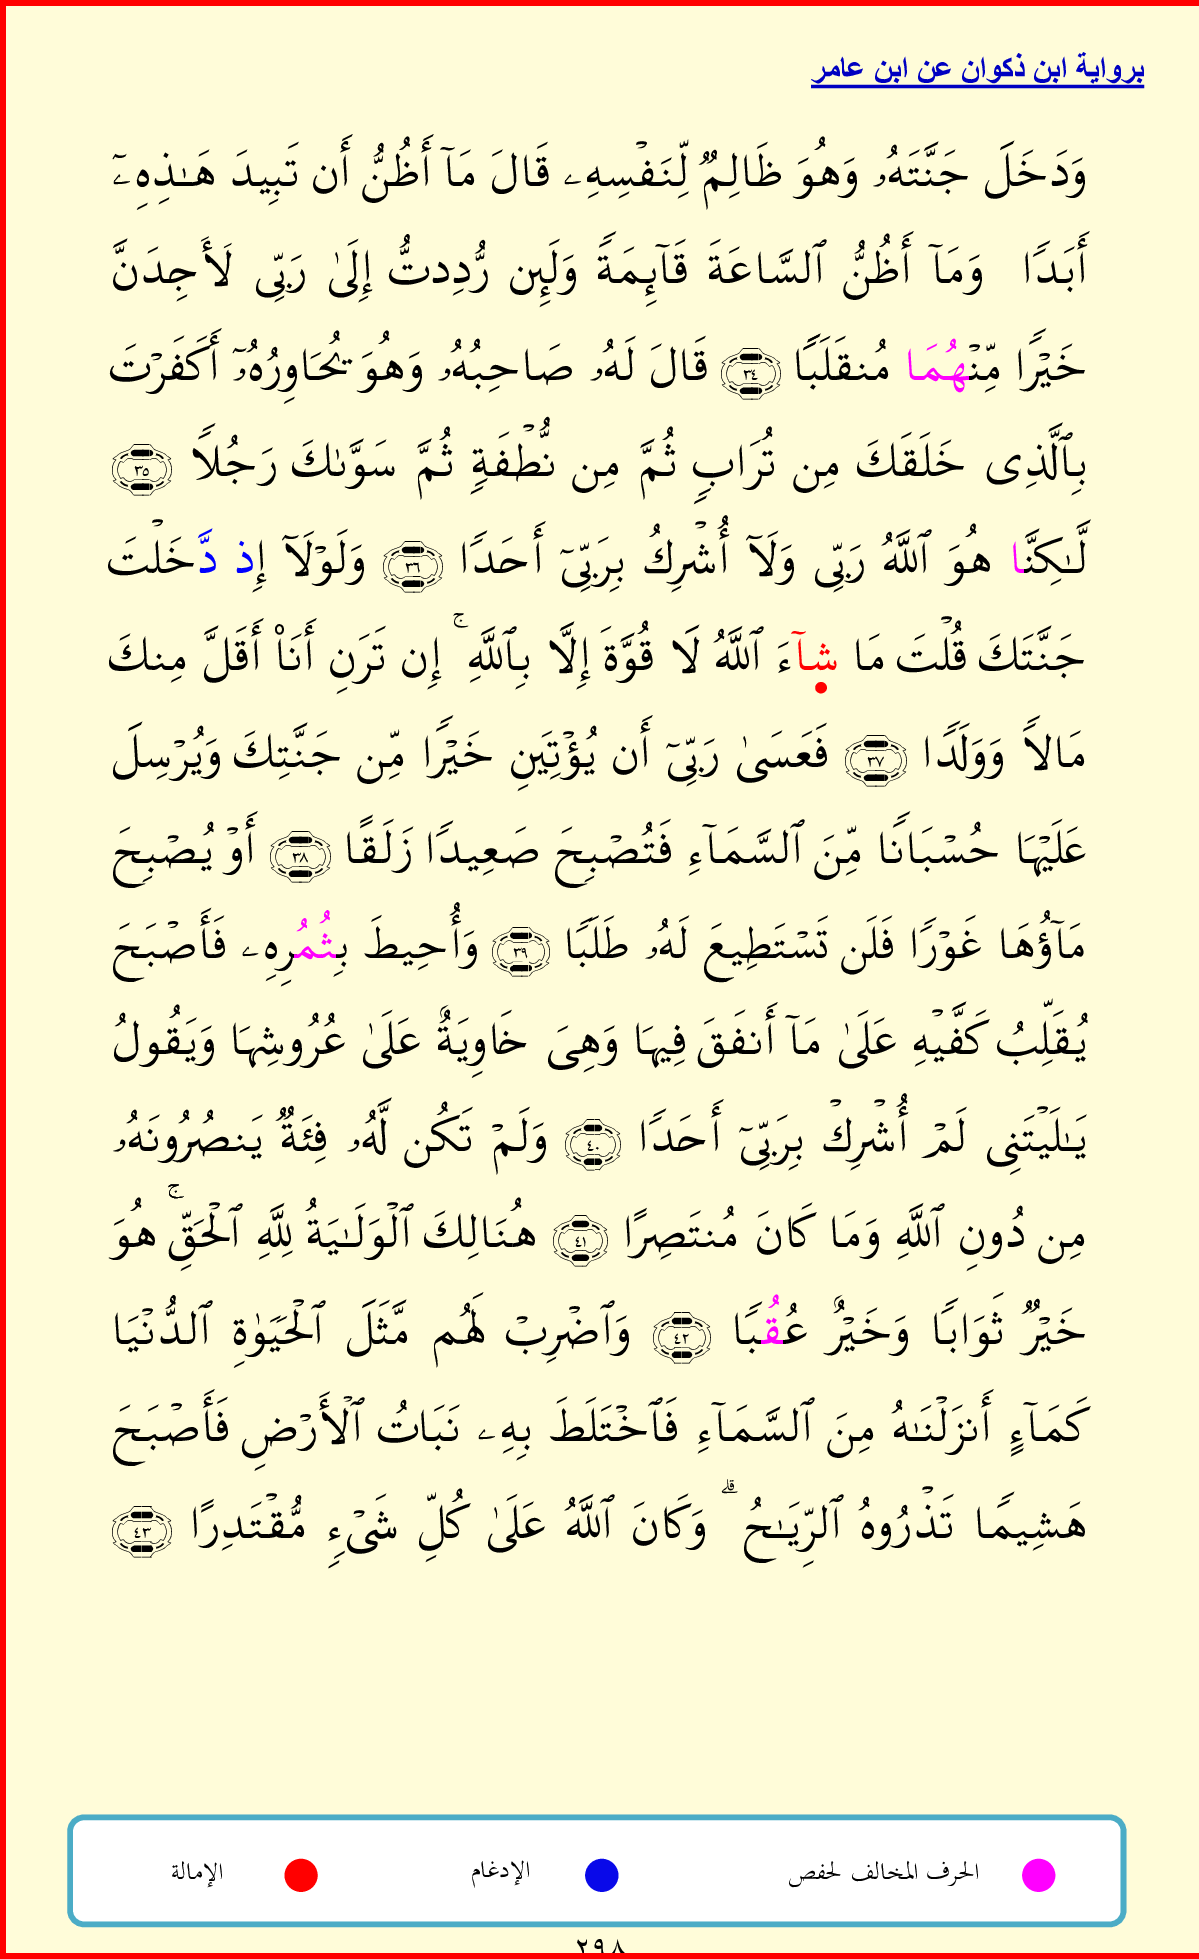 برواية ابن ذكوان عن ابن عامر
وَدَخَلَ جَنَّتَهُۥ وَهُوَ ظَالِمٌ لِّنَفْسِهِۦ قَالَ مَآ أَظُنُّ أَن تَبِيدَ هَـٰذِهِۦٓ
أَبَدًا وَمَآ أَظُنُّ ٱلسَّاعَةَ قَآئِمَةً وَلَئِن رُّدِدتُّ إِلَىٰ رَبِّى لَأَجِدَنَّ
خَيْرًا مِّنْهُمَا مُنقَلَبًا ٣٤ قَالَ لَهُۥ صَاحِبُهُۥ وَهُوَ يُحَاوِرُهُۥٓ أَكَفَرْتَ
بِٱلَّذِى خَلَقَكَ مِن تُرَابٍ ثُمَّ مِن نُّطْفَةٍ ثُمَّ سَوَّىٰكَ رَجُلاً ٣٥
لَّـٰكِنَّا هُوَ ٱللَّهُ رَبِّى وَلَآ أُشْرِكُ بِرَبِّىٓ أَحَدًا ٣٦ وَلَوْلَآ إِذ دَّخَلْتَ
جَنَّتَكَ قُلْتَ مَا شَآءَ ٱللَّهُ لَا قُوَّةَ إِلَّا بِٱللَّهِ ۚ إِن تَرَنِ أَنَا۠ أَقَلَّ مِنكَ
مَالاً وَوَلَدًا ٣٧ فَعَسَىٰ رَبِّىٓ أَن يُؤْتِيَنِ خَيْرًا مِّن جَنَّتِكَ وَيُرْسِلَ
عَلَيْهَا حُسْبَانًا مِّنَ ٱلسَّمَآءِ فَتُصْبِحَ صَعِيدًا زَلَقًا ٣٨ أَوْ يُصْبِحَ
مَآؤُهَا غَوْرًا فَلَن تَسْتَطِيعَ لَهُۥ طَلَبًا ٣٩ وَأُحِيطَ بِثُمُرِهِۦ فَأَصْبَحَ
يُقَلِّبُ كَفَّيْهِ عَلَىٰ مَآ أَنفَقَ فِيهَا وَهِىَ خَاوِيَةٌ عَلَىٰ عُرُوشِهَا وَيَقُولُ
يَـٰلَيْتَنِى لَمْ أُشْرِكْ بِرَبِّىٓ أَحَدًا ٤٠ وَلَمْ تَكُن لَّهُۥ فِئَةٌ يَنصُرُونَهُۥ
مِن دُونِ ٱللَّهِ وَمَا كَانَ مُنتَصِرًا ٤١ هُنَالِكَ ٱلْوَلَـٰيَةُ لِلَّهِ ٱلْحَقِّ ۚ هُوَ
خَيْرٌ ثَوَابًا وَخَيْرٌ عُقُبًا ٤٢ وَٱضْرِبْ لَهُم مَّثَلَ ٱلْحَيَوٰةِ ٱلدُّنْيَا
كَمَآءٍ أَنزَلْنَـٰهُ مِنَ ٱلسَّمَآءِ فَٱخْتَلَطَ بِهِۦ نَبَاتُ ٱلْأَرْضِ فَأَصْبَحَ
هَشِيمًا تَذْرُوهُ ٱلرِّيَـٰحُ ۗ وَكَانَ ٱللَّهُ عَلَىٰ كُلِّ شَىْءٍ مُّقْتَدِرًا ٤٣
الحرف المخالف لحفص الإدغام الإمالة
٢٩٨